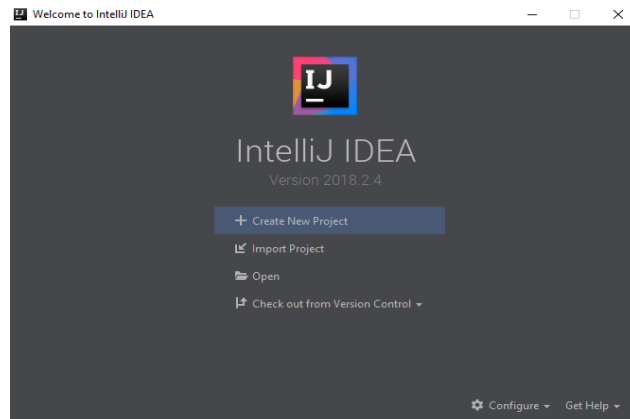 Welcome to IntelliJ IDEA
IJ
IntelliJ IDEA
Version 2018.2.4
Create New Project
Import Project
Open
Check out from Version Control
Configure Get Help